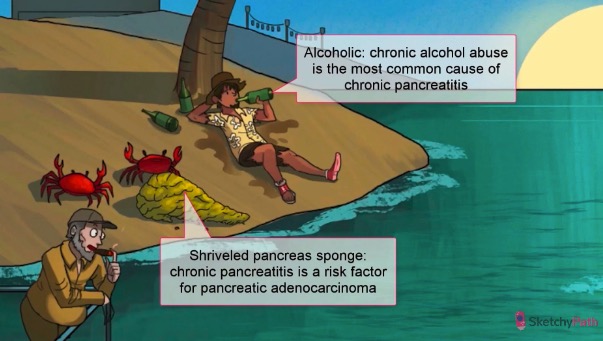 Alcoholic: chronic alcohol abuse
is the most common cause of
chronic pancreatitis
Shriveled pancreas sponge:
chronic pancreatitis is a risk factor
for pancreatic adenocarcinoma
SketchyPath